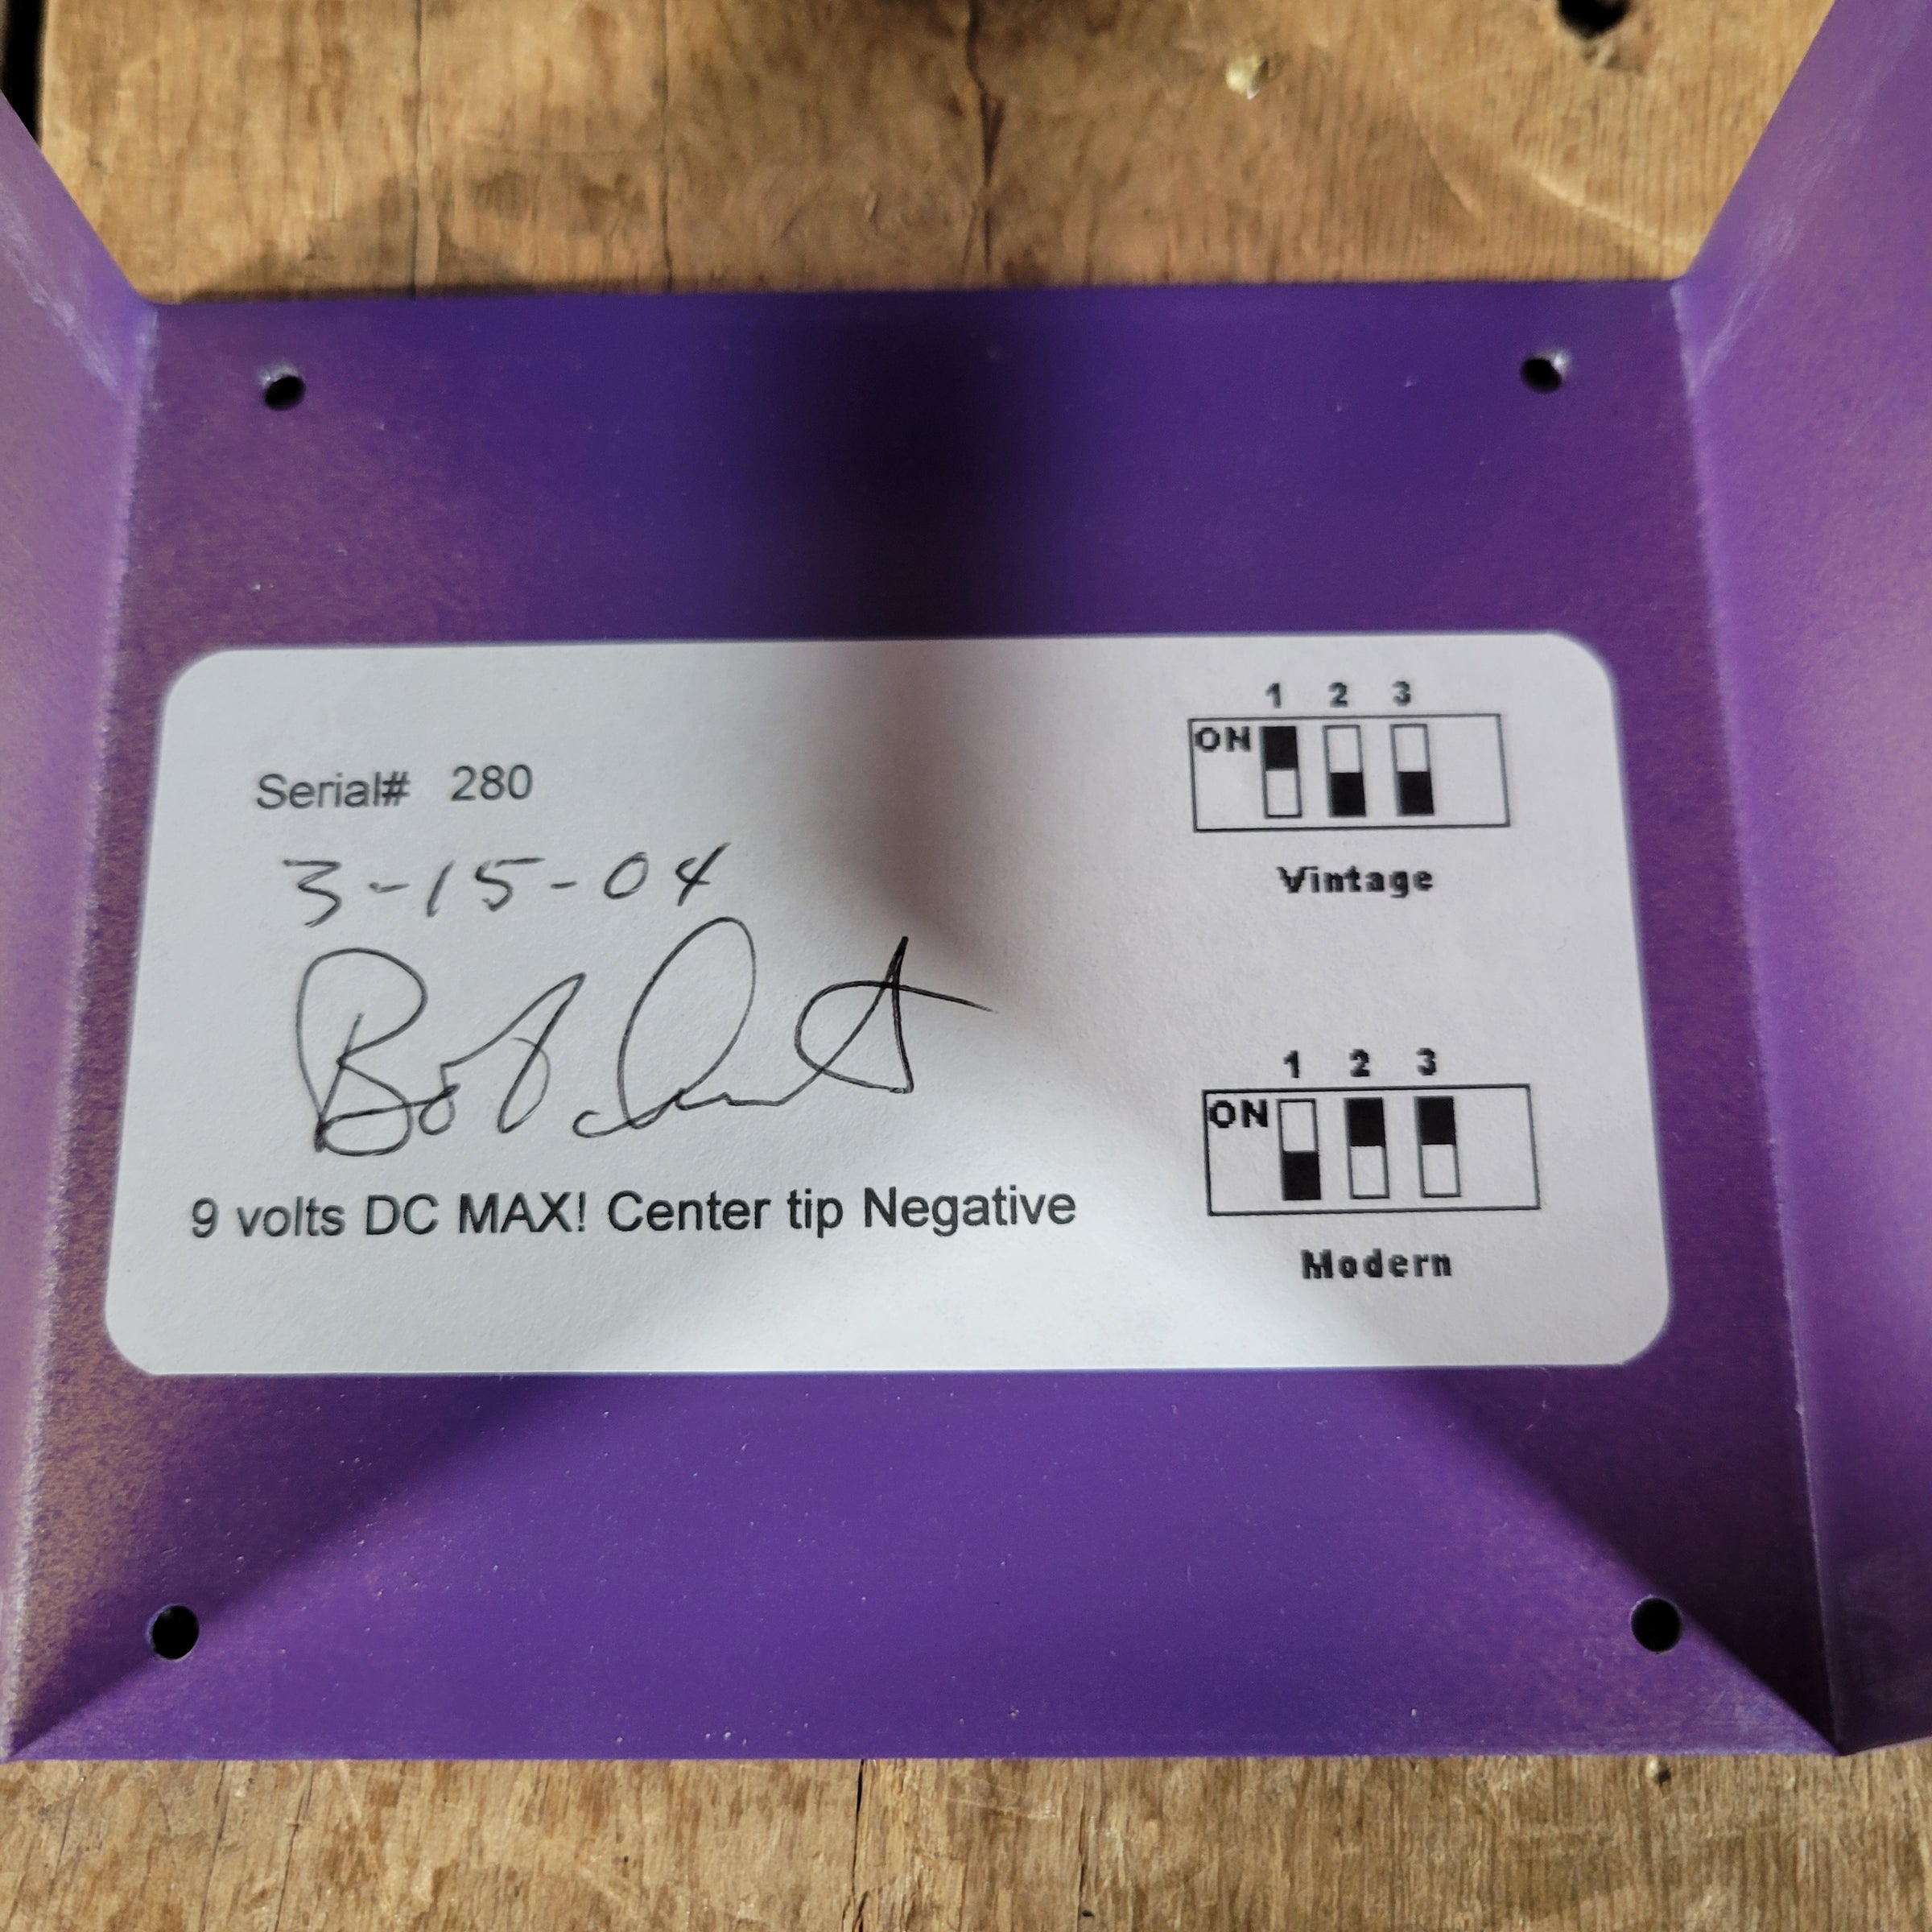 Serial# 280
3-15-04
9 volts DC MAX! Center tip Negative
1 2 3
ON
Vintage
1 2 3
ON
Modern